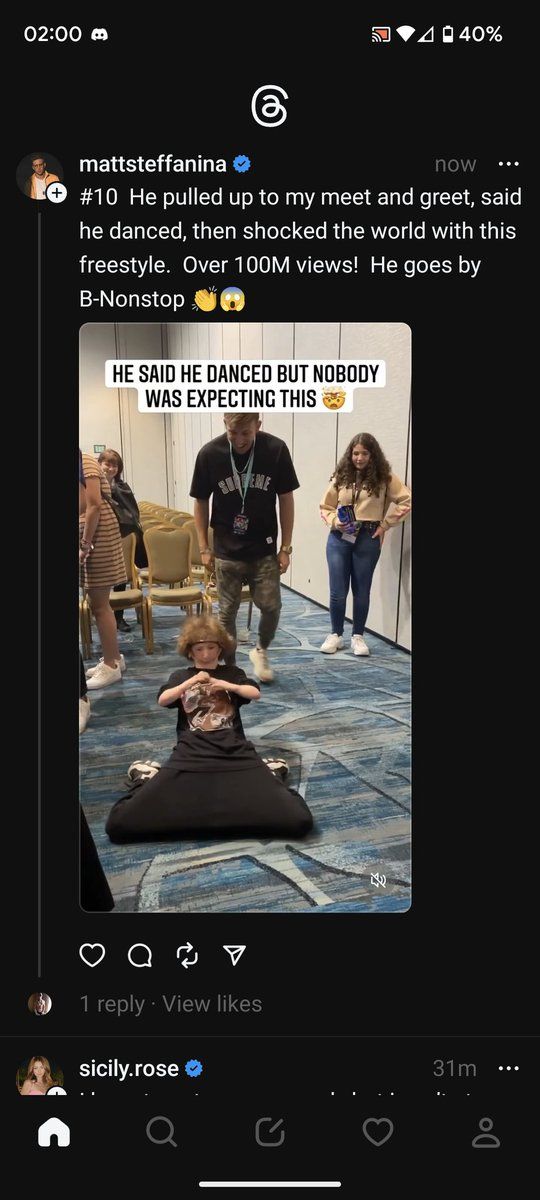 02:00
40%
mattsteffanina
now
#10 He pulled up to my meet and greet, said
he danced, then shocked the world with this
freestyle. Over 100M views! He goes by
B-Nonstop 👏😱
HE SAID HE DANCED BUT NOBODY
WAS EXPECTING THIS 🤯
SUPREME
1 reply · View likes
sicily.rose
31m